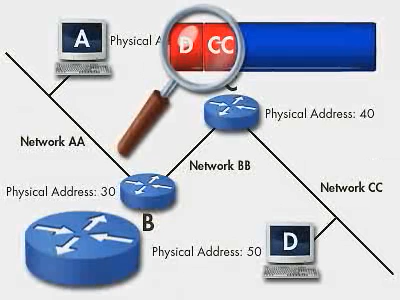 A
Physical A
D CC
C
Physical Address: 40
Network AA
Network BB
Network CC
Physical Address: 30
B
Physical Address: 50
D